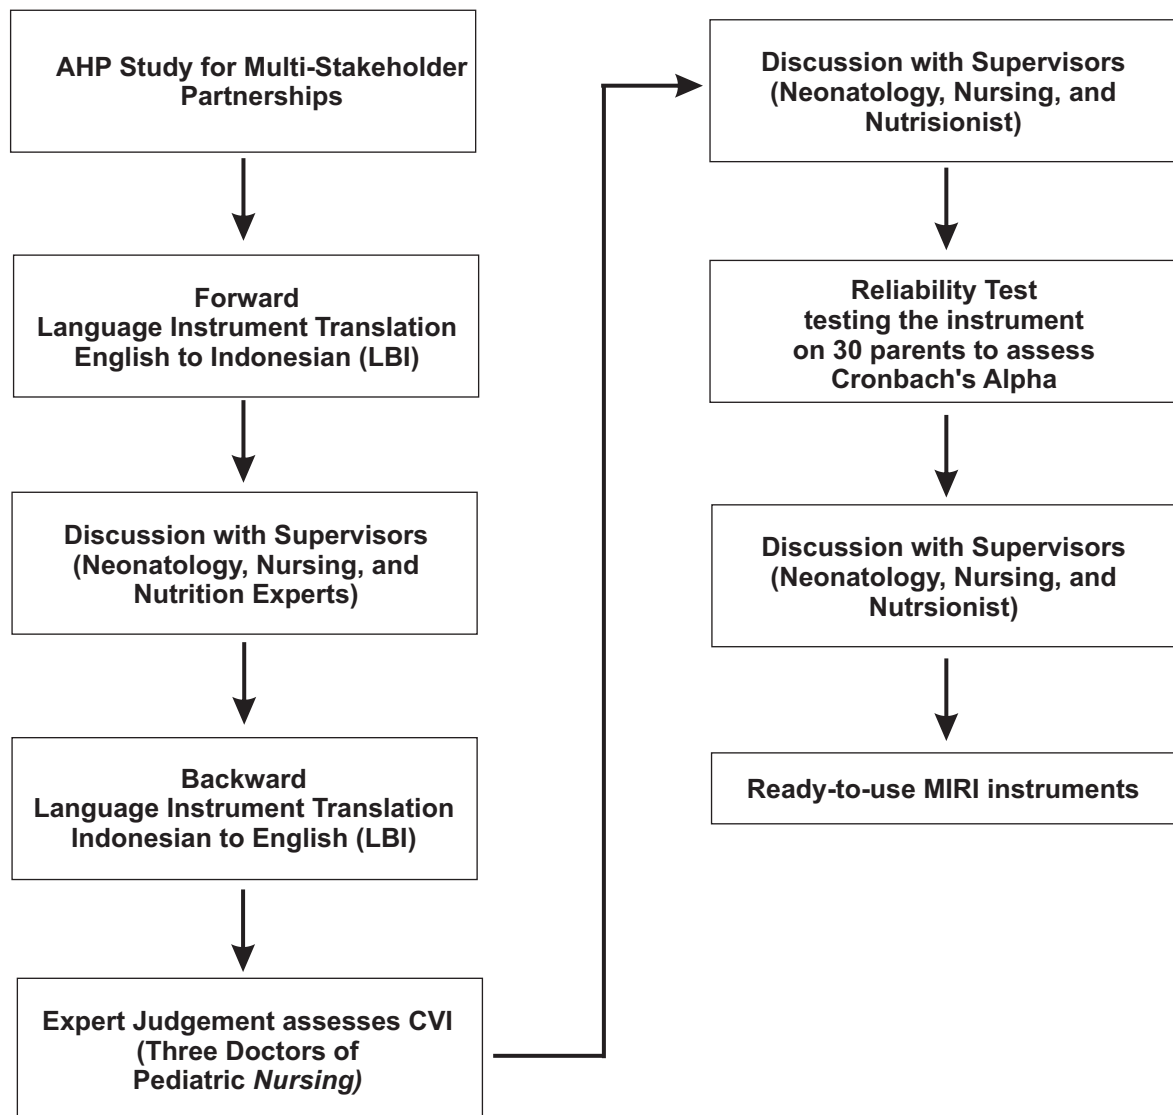 AHP Study for Multi-Stakeholder
Partnerships
Forward
Language Instrument Translation
English to Indonesian (LBI)
Discussion with Supervisors
(Neonatology, Nursing, and
Nutrition Experts)
Backward
Language Instrument Translation
Indonesian to English (LBI)
Expert Judgement assesses CVI
(Three Doctors of
Pediatric Nursing)
Discussion with Supervisors
(Neonatology, Nursing, and
Nutrisionist)
Reliability Test
testing the instrument
on 30 parents to assess
Cronbach's Alpha
Discussion with Supervisors
(Neonatology, Nursing, and
Nutrsionist)
Ready-to-use MIRI instruments